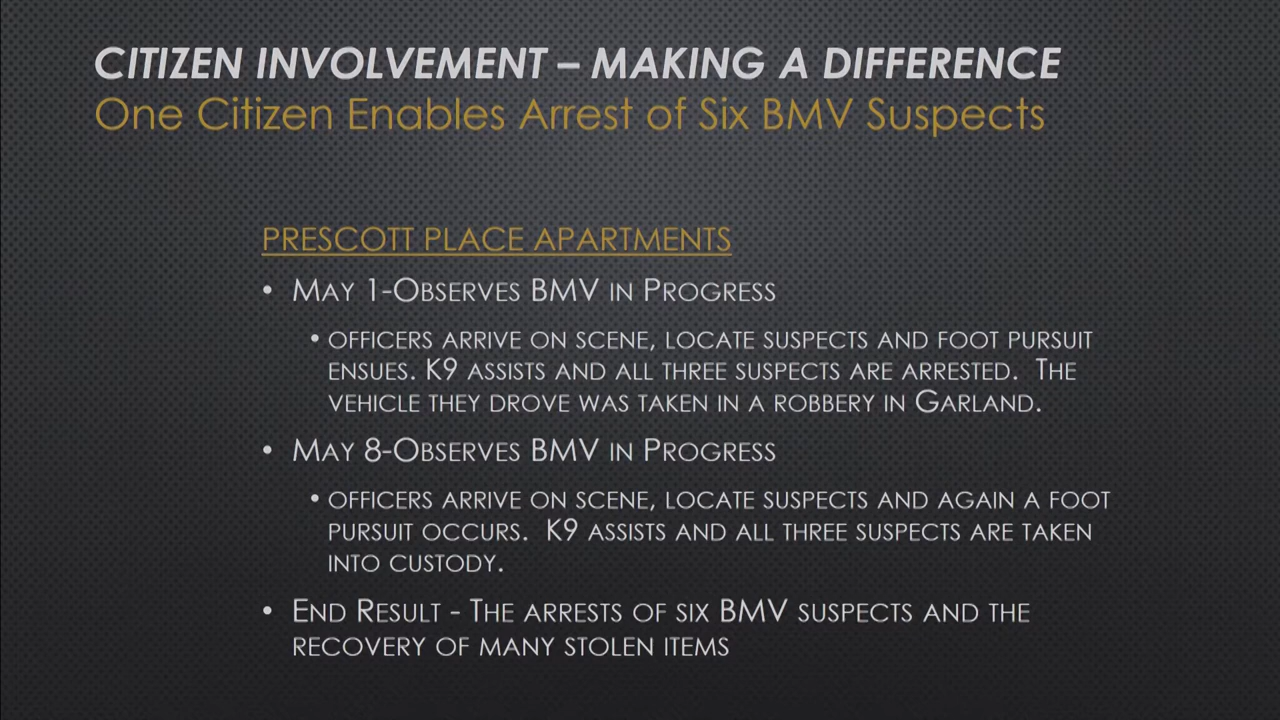 CITIZEN INVOLVEMENT – MAKING A DIFFERENCE
One Citizen Enables Arrest of Six BMV Suspects
PRESCOTT PLACE APARTMENTS
• May 1-Observes BMV in Progress
• officers arrive on scene, locate suspects and foot pursuit
ensues. K9 assists and all three suspects are arrested. The
vehicle they drove was taken in a robbery in Garland.
• May 8-Observes BMV in Progress
• officers arrive on scene, locate suspects and again a foot
pursuit occurs. K9 assists and all three suspects are taken
into custody.
• End Result - The arrests of six BMV suspects and the
recovery of many stolen items